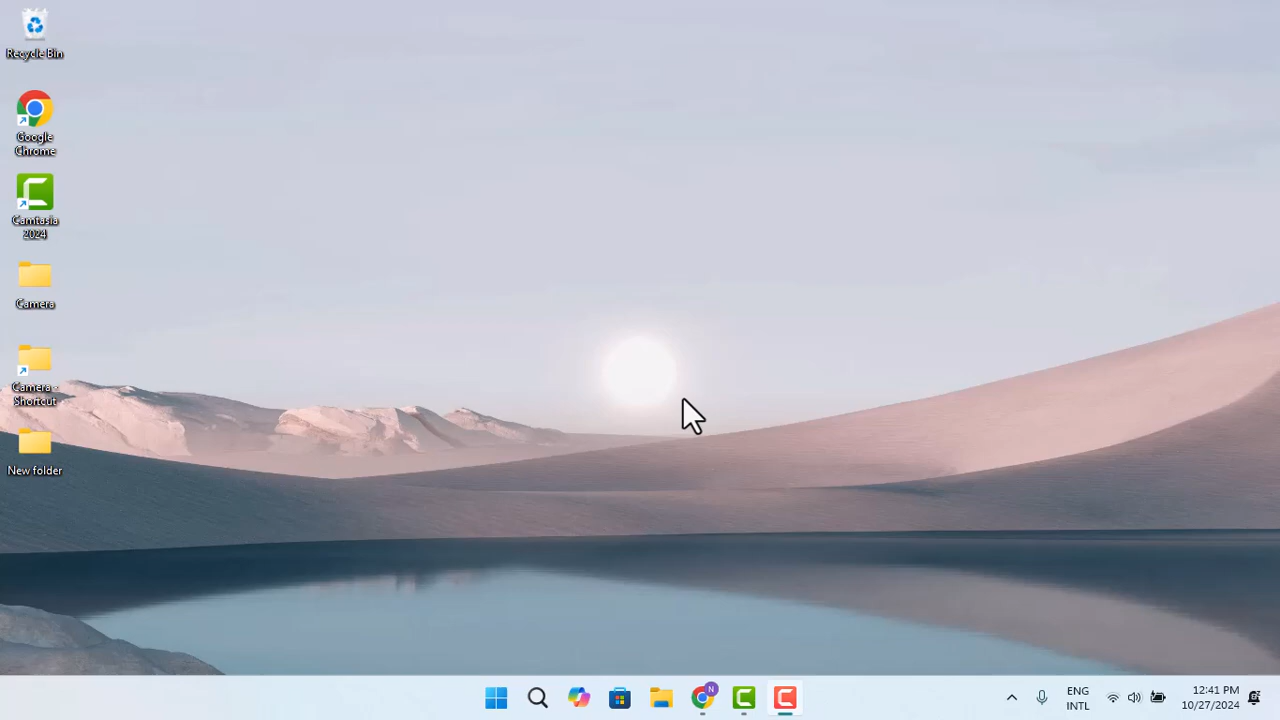 Recycle Bin
Google
Chrome
Camtasia
2024
Camera
Camera -
Shortcut
New folder
N
ENG
INTL
12:41 PM
10/27/2024